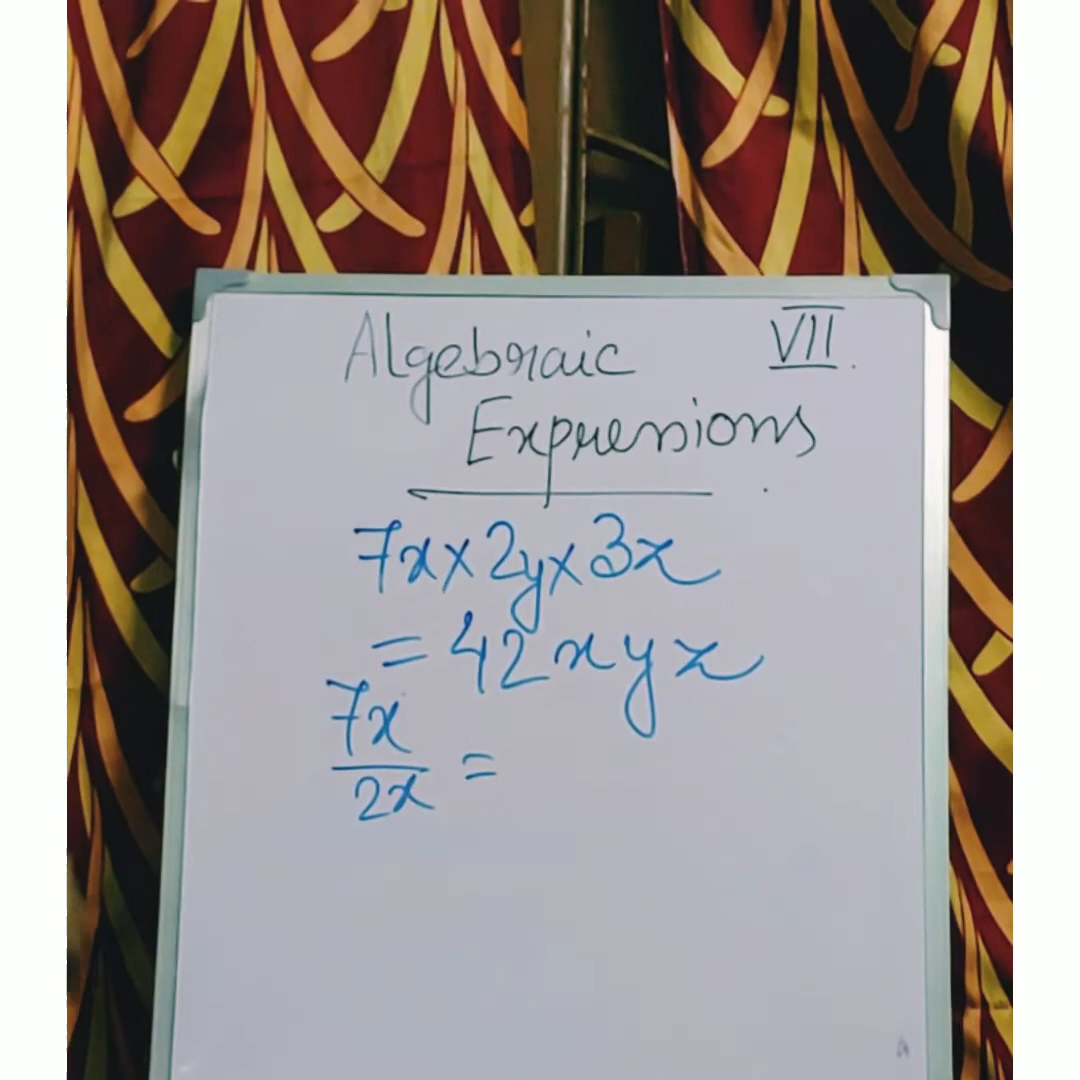 Algebraic VII
Expressions
7x × 2y × 3z
= 42xyz
7x
2x =